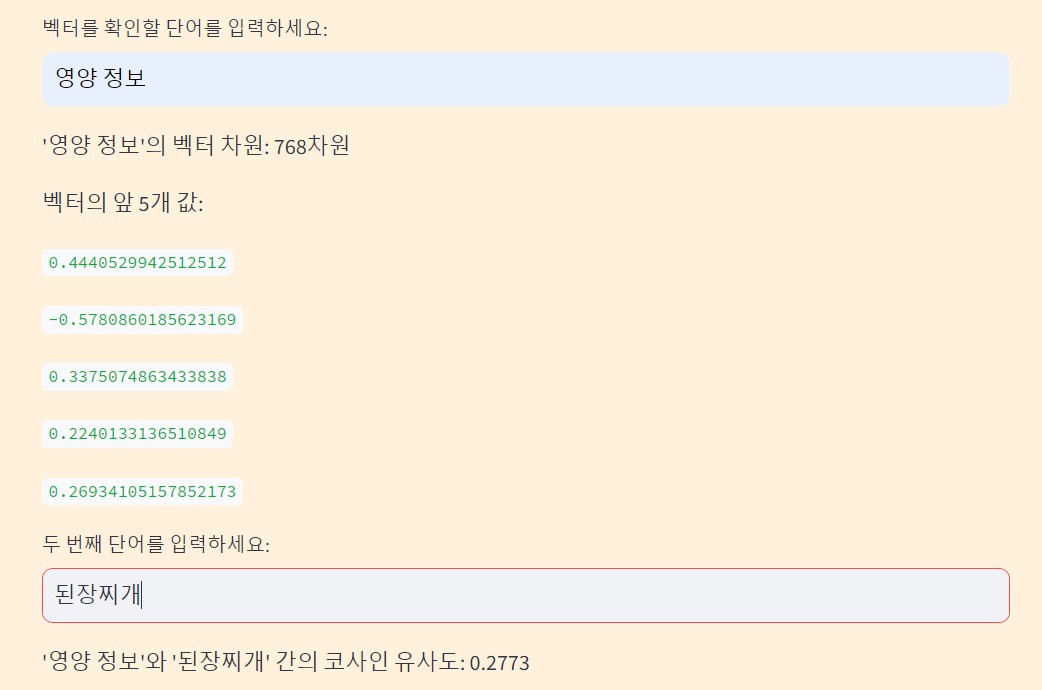 벡터를 확인할 단어를 입력하세요:
영양 정보
'영양 정보'의 벡터 차원: 768차원
벡터의 앞 5개 값:
0.4440529942512512
-0.5780860185623169
0.3375074863433838
0.2240133136510849
0.26934105157852173
두 번째 단어를 입력하세요:
된장찌개
'영양 정보'와 '된장찌개' 간의 코사인 유사도: 0.2773